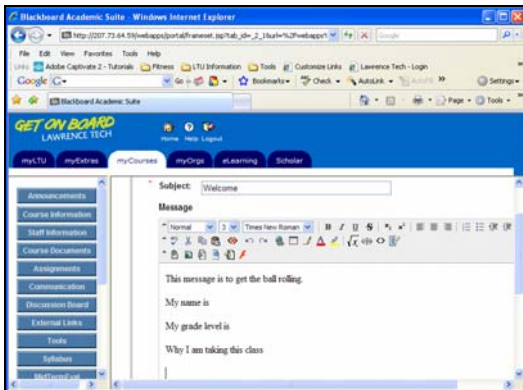 Blackboard Academic Suite - Windows Internet Explorer
File Edit View Favorites Tools Help
Links Adobe Captivate 2 - Tutorials Fitness LTU Information Tools Customize Links Lawrence Tech - Login
Google Go Bookmarks Check AutoLink Settings
Blackboard Academic Suite Page Tools
GET ON BOARD
LAWRENCE TECH
Home Help Logout
myLTU myExtras myCourses myOrgs eLearning Scholar
Announcements
Course Information
Staff Information
Course Documents
Assignments
Communication
Discussion Board
External Links
Tools
Syllabus
MidTermEval
* Subject: Welcome
Message
Normal 3 Times New Roman B I U S
This message is to get the ball rolling.
My name is
My grade level is
Why I am taking this class